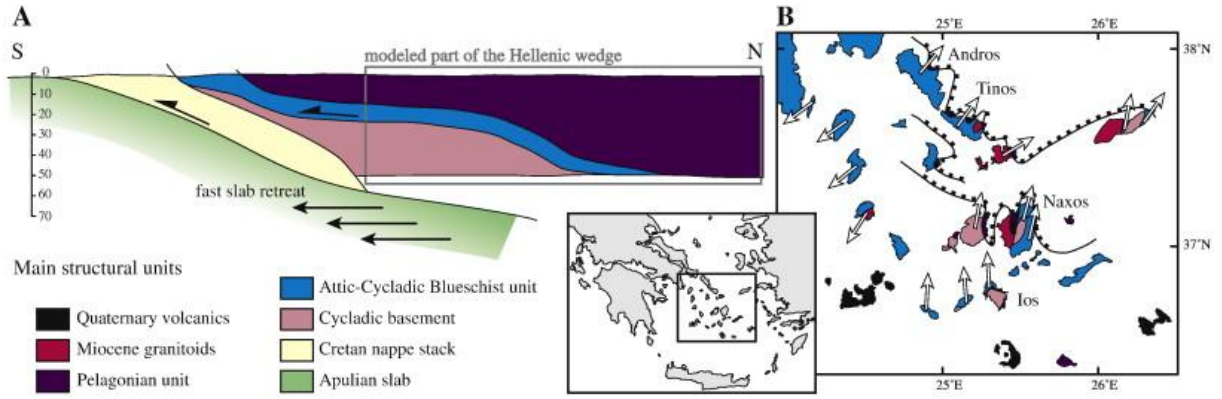 A
S
N
modeled part of the Hellenic wedge
0
10
20
30
40
50
60
70
fast slab retreat
Main structural units
Quaternary volcanics
Miocene granitoids
Pelagonian unit
Attic-Cycladic Blueschist unit
Cycladic basement
Cretan nappe stack
Apulian slab
B
25°E
26°E
38°N
Andros
Tinos
Naxos
37°N
Ios
25°E
26°E